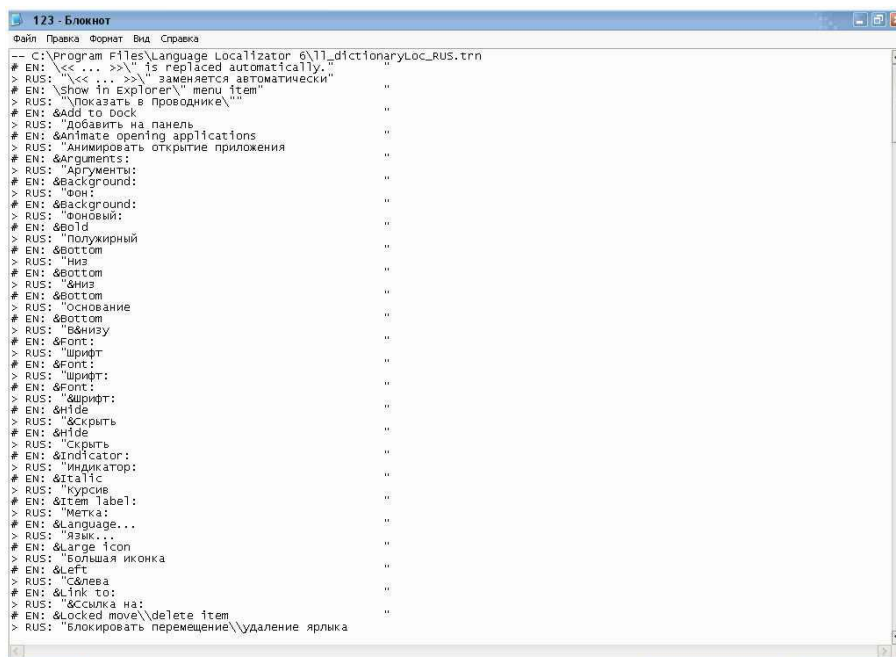 123 - Блокнот
Файл Правка Формат Вид Справка
-- C:\Program Files\Language Localizator 6\ll_dictionaryLoc_RUS.trn
# EN: \<< ... >>\" is replaced automatically." "
> RUS: "\<< ... >>\" заменяется автоматически"
# EN: \Show in Explorer\" menu item" "
> RUS: "\Показать в Проводнике\""
# EN: &Add to Dock "
> RUS: "Добавить на панель
# EN: &Animate opening applications "
> RUS: "Анимировать открытие приложения
# EN: &Arguments: "
> RUS: "Аргументы:
# EN: &Background: "
> RUS: "Фон:
# EN: &Background: "
> RUS: "Фоновый:
# EN: &Bold "
> RUS: "Полужирный
# EN: &Bottom "
> RUS: "Низ
# EN: &Bottom "
> RUS: "&Низ
# EN: &Bottom "
> RUS: "Основание
# EN: &Bottom "
> RUS: "В&низу
# EN: &Font: "
> RUS: "Шрифт
# EN: &Font: "
> RUS: "Шрифт:
# EN: &Font: "
> RUS: "&Шрифт:
# EN: &Hide "
> RUS: "&Скрыть
# EN: &Hide "
> RUS: "Скрыть
# EN: &Indicator: "
> RUS: "Индикатор:
# EN: &Italic "
> RUS: "Курсив
# EN: &Item label: "
> RUS: "Метка:
# EN: &Language... "
> RUS: "Язык...
# EN: &Large icon "
> RUS: "Большая иконка
# EN: &Left "
> RUS: "С&лева
# EN: &Link to: "
> RUS: "&Ссылка на:
# EN: &Locked move\\delete item "
> RUS: "Блокировать перемещение\\удаление ярлыка